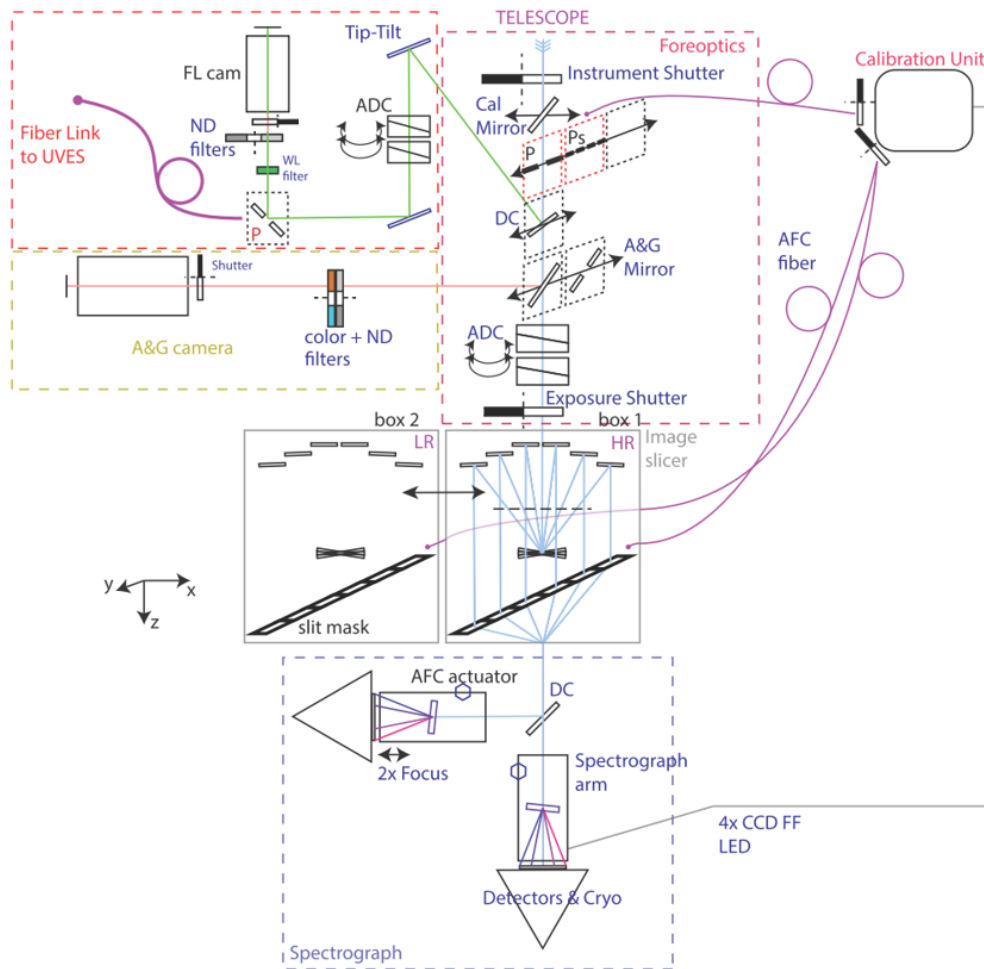 TELESCOPE
Tip-Tilt
Foreoptics
Calibration Unit
FL cam
Instrument Shutter
ADC
Cal
Mirror
Fiber Link
to UVES
ND
filters
WL
filter
P
Ps
P
DC
A&G
Mirror
AFC
fiber
Shutter
color + ND
filters
A&G camera
ADC
Exposure Shutter
box 2
box 1
LR
HR
Image
slicer
y
x
z
slit mask
AFC actuator
DC
2x Focus
Spectrograph
arm
4x CCD FF
LED
Detectors & Cryo
Spectrograph